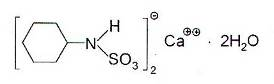 H
N
SO₃
2
⊖
Ca⊕⊕ · 2H₂O